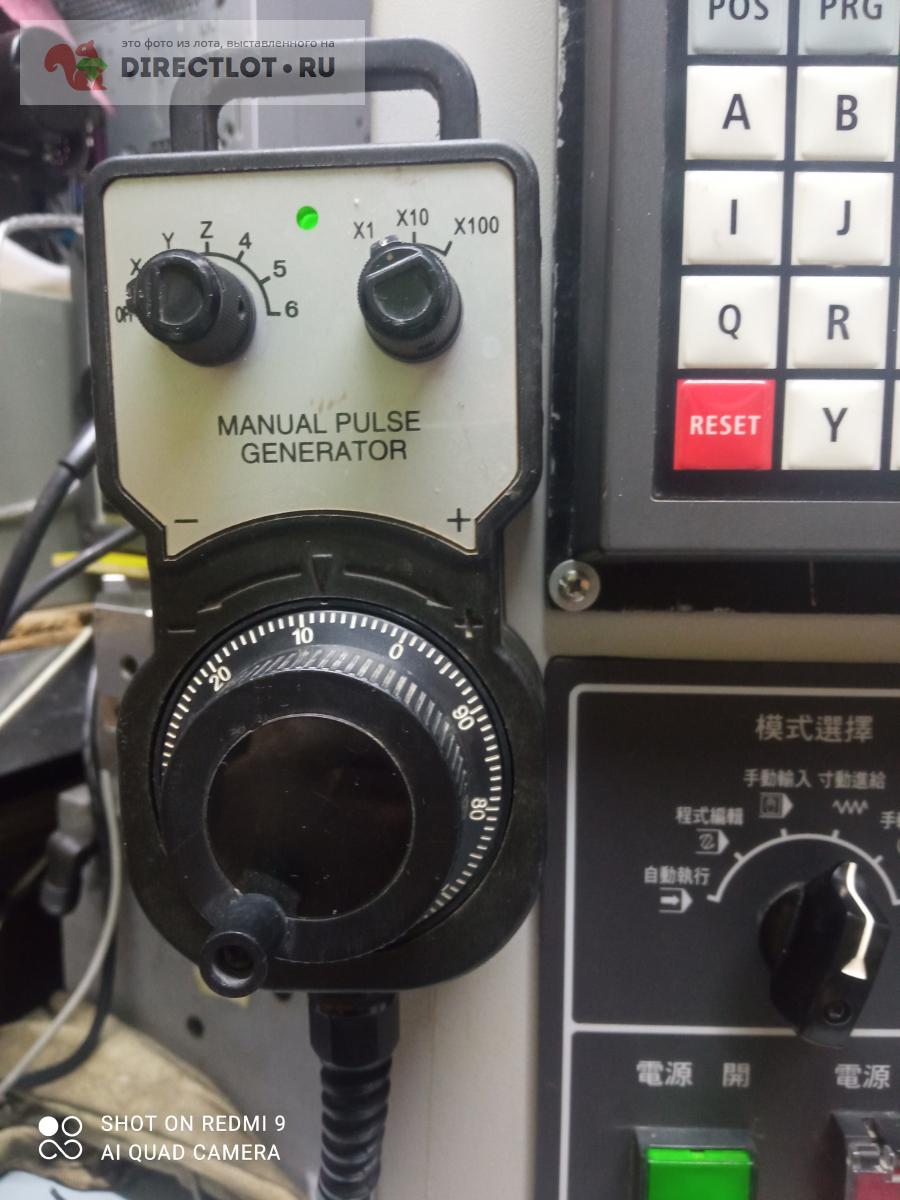 это фото из лота, выставленного на
DIRECTLOT•RU
POS PRG
A B
I J
Q R
RESET Y
X Y Z 4 5 6
X1 X10 X100
MANUAL PULSE
GENERATOR
− +
− +
20 10 0 90 80
模式選擇
手動輸入 寸動進給
程式編輯
自動執行
電源 開 電源
SHOT ON REDMI 9
AI QUAD CAMERA